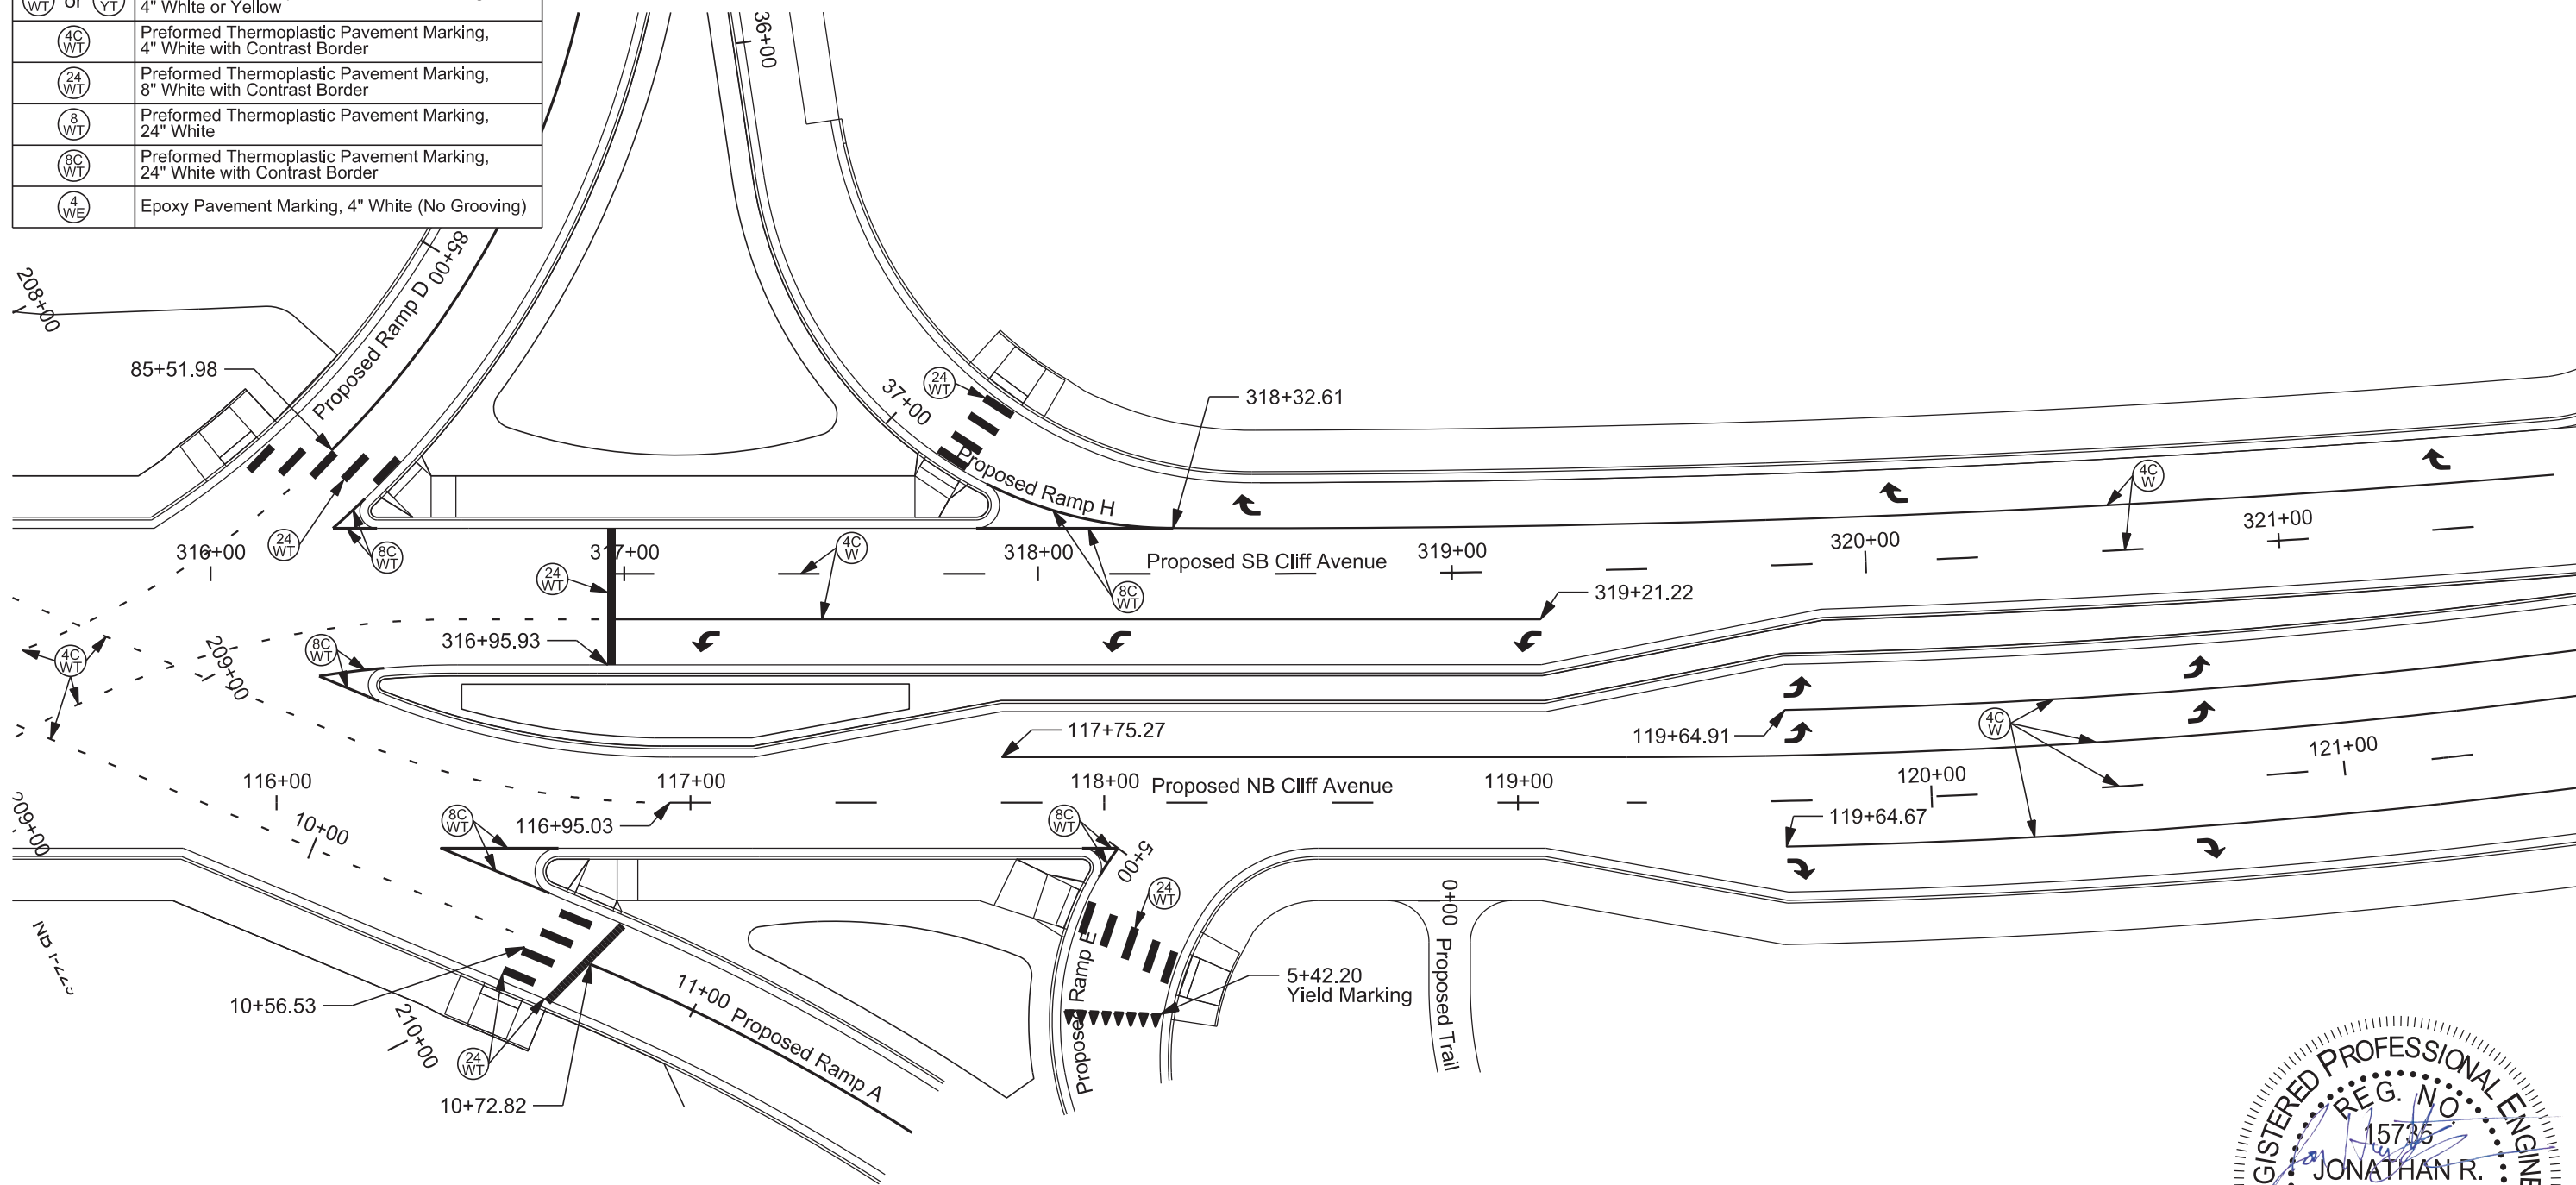 WT or YT
4" White or Yellow
4C WT
Preformed Thermoplastic Pavement Marking,
4" White with Contrast Border
24 WT
Preformed Thermoplastic Pavement Marking,
8" White with Contrast Border
8 WT
Preformed Thermoplastic Pavement Marking,
24" White
8C WT
Preformed Thermoplastic Pavement Marking,
24" White with Contrast Border
4 WE
Epoxy Pavement Marking, 4" White (No Grooving)
36+00
208+00
85+00
Proposed Ramp D
85+51.98
24 WT
37+00
318+32.61
Proposed Ramp H
4C W
316+00
24 WT
8C WT
317+00
4C W
318+00
Proposed SB Cliff Avenue
319+00
320+00
321+00
24 WT
8C WT
319+21.22
316+95.93
8C WT
4C WT
209+00
117+75.27
119+64.91
4C W
116+00
117+00
118+00
Proposed NB Cliff Avenue
119+00
120+00
121+00
209+00
10+00
8C WT
116+95.03
8C WT
119+64.67
5+00
24 WT
0+00
Proposed Trail
NB I-229
10+56.53
11+00
Proposed Ramp A
Proposed Ramp E
5+42.20
Yield Marking
210+00
24 WT
10+72.82
GISTERED PROFESSIONAL ENGINE
REG. NO.
15735
JONATHAN R.